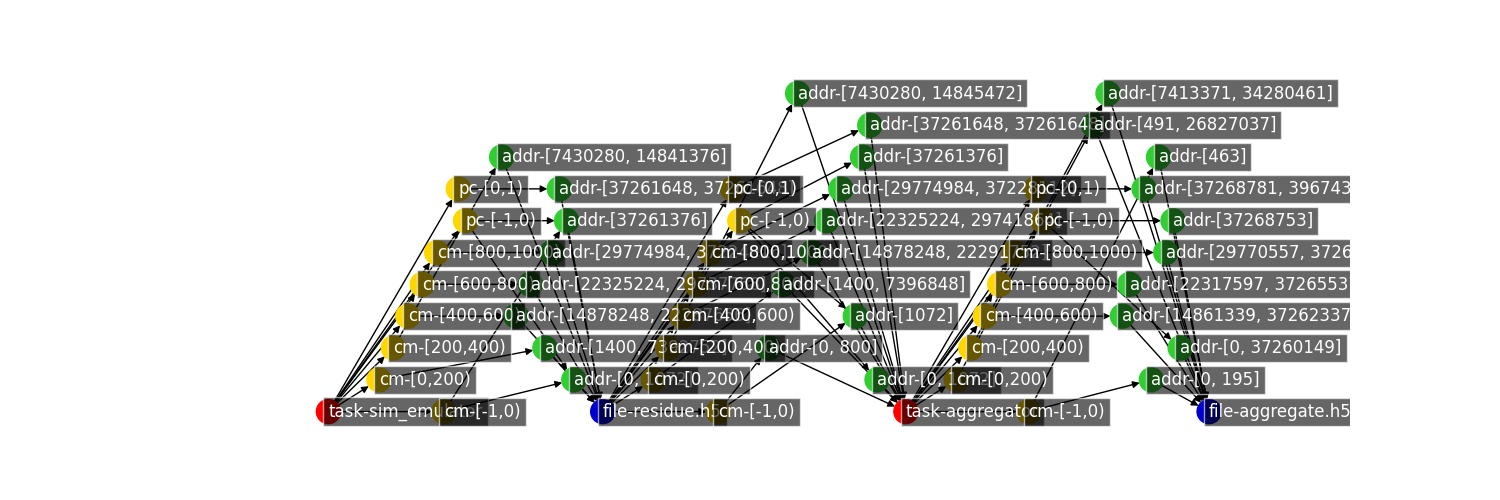 addr-[7430280, 14845472]
addr-[7413371, 34280461]
addr-[37261648, 3726164
addr-[491, 26827037]
addr-[7430280, 14841376]
addr-[37261376]
addr-[463]
pc-[0,1)
addr-[37261648, 37
pc-[0,1)
addr-[29774984, 3722
pc-[0,1)
addr-[37268781, 396743
pc-[-1,0)
addr-[37261376]
pc-[-1,0)
addr-[22325224, 297418
pc-[-1,0)
addr-[37268753]
cm-[800,1000
addr-[29774984, 3
cm-[800,10
addr-[14878248, 22291
cm-[800,1000)
addr-[29770557, 3726
cm-[600,800
addr-[22325224, 29
cm-[600,8
addr-[1400, 7396848]
cm-[600,800)
addr-[22317597, 3726553
cm-[400,600
addr-[14878248, 22
cm-[400,600)
addr-[1072]
cm-[400,600)
addr-[14861339, 37262337
cm-[200,400)
addr-[1400, 73
cm-[200,40
addr-[0, 800]
cm-[200,400)
addr-[0, 37260149]
cm-[0,200)
addr-[0, 1
cm-[0,200)
addr-[0, 1
cm-[0,200)
addr-[0, 195]
task-sim_emu
cm-[-1,0)
file-residue.h5
cm-[-1,0)
task-aggregat
cm-[-1,0)
file-aggregate.h5